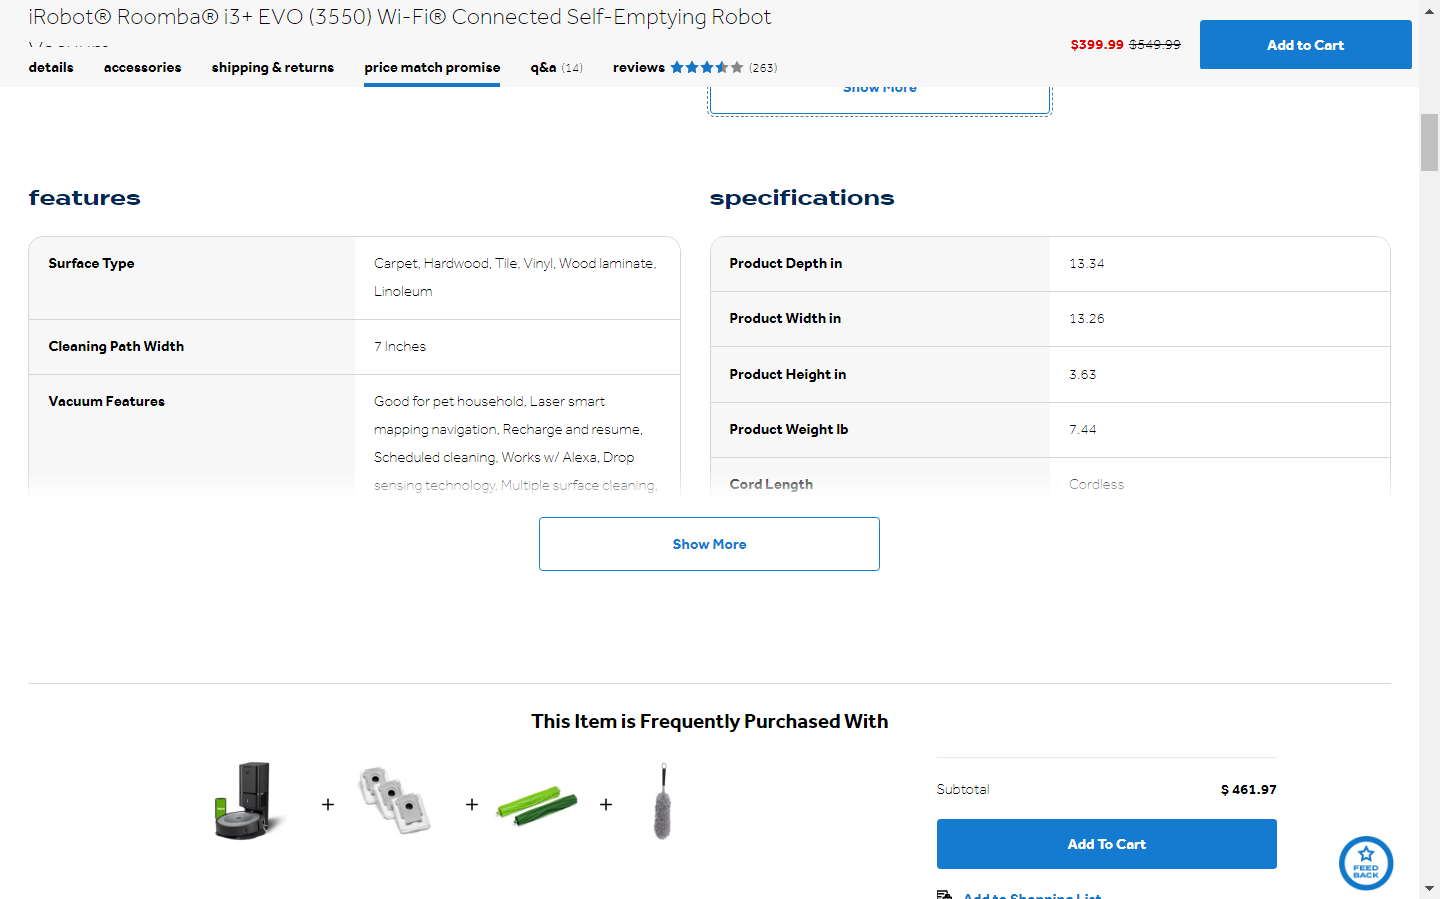 iRobot® Roomba® i3+ EVO (3550) Wi-Fi® Connected Self-Emptying Robot
$399.99 $549.99
Add to Cart
details
accessories
shipping & returns
price match promise
q&a (14)
reviews (263)
Show More
features
Surface Type
Carpet, Hardwood, Tile, Vinyl, Wood laminate,
Linoleum
Cleaning Path Width
7 Inches
Vacuum Features
Good for pet household, Laser smart
mapping navigation, Recharge and resume,
Scheduled cleaning, Works w/ Alexa, Drop
sensing technology, Multiple surface cleaning,
specifications
Product Depth in
13.34
Product Width in
13.26
Product Height in
3.63
Product Weight lb
7.44
Cord Length
Cordless
Show More
This Item is Frequently Purchased With
+
+
+
Subtotal
$ 461.97
Add To Cart
Add to Shopping List
FEED
BACK